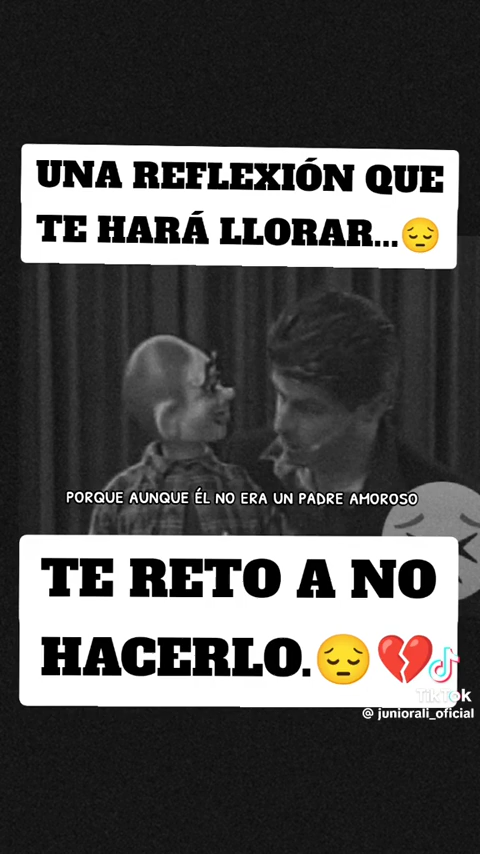 UNA REFLEXIÓN QUE
TE HARÁ LLORAR...😔
PORQUE AUNQUE ÉL NO ERA UN PADRE AMOROSO
TE RETO A NO
HACERLO.😔💔
TikTok
@ juniorali_oficial